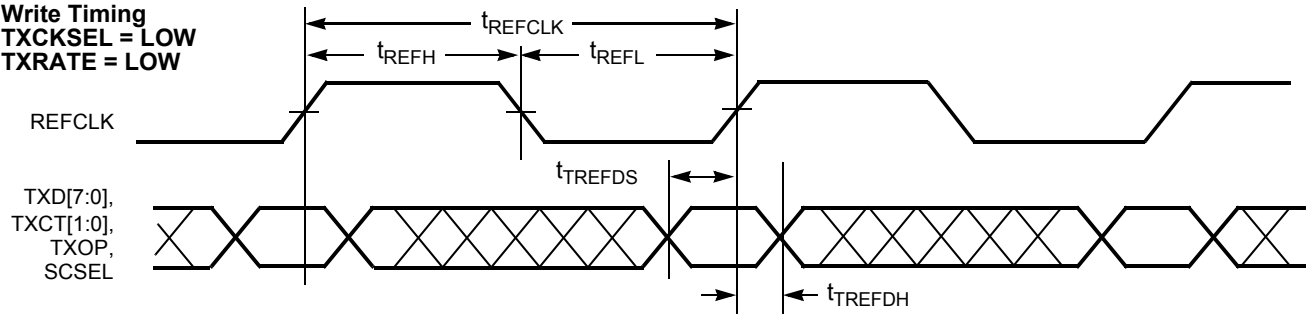 Write Timing
TXCKSEL = LOW
TXRATE = LOW
tREFCLK
tREFH
tREFL
REFCLK
tTREFDS
TXD[7:0],
TXCT[1:0],
TXOP,
SCSEL
tTREFDH